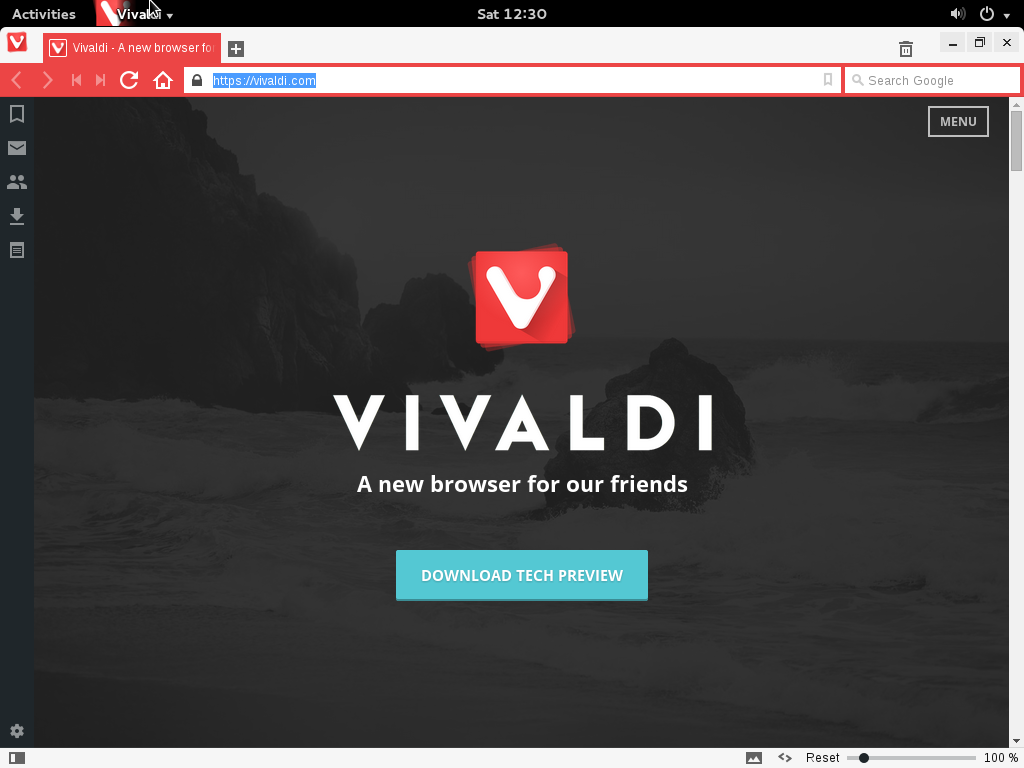 Activities
Vivaldi
Sat 12:30
Vivaldi - A new browser fo
https://vivaldi.com
Search Google
MENU
VIVALDI
A new browser for our friends
DOWNLOAD TECH PREVIEW
Reset
100 %